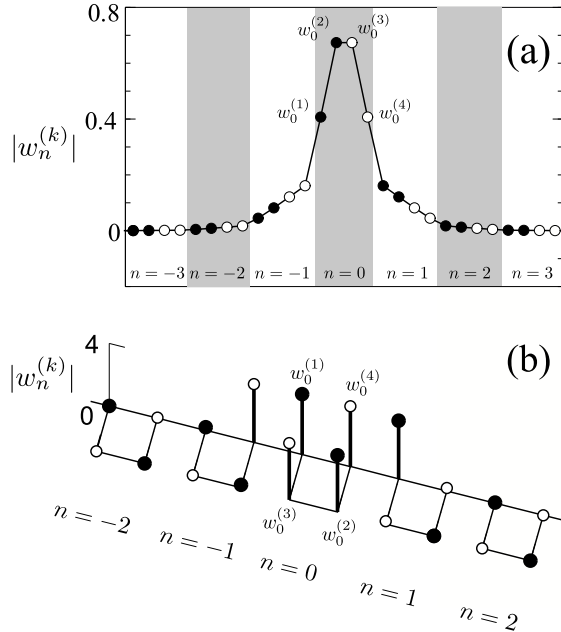 0.8
w_0^{(2)} w_0^{(3)}
(a)
0.4
w_0^{(1)} w_0^{(4)}
|w_n^{(k)}|
0
n = −3 n = −2 n = −1 n = 0 n = 1 n = 2 n = 3
(b)
4
|w_n^{(k)}|
w_0^{(1)} w_0^{(4)}
0
w_0^{(3)} w_0^{(2)}
n = −2
n = −1
n = 0
n = 1
n = 2